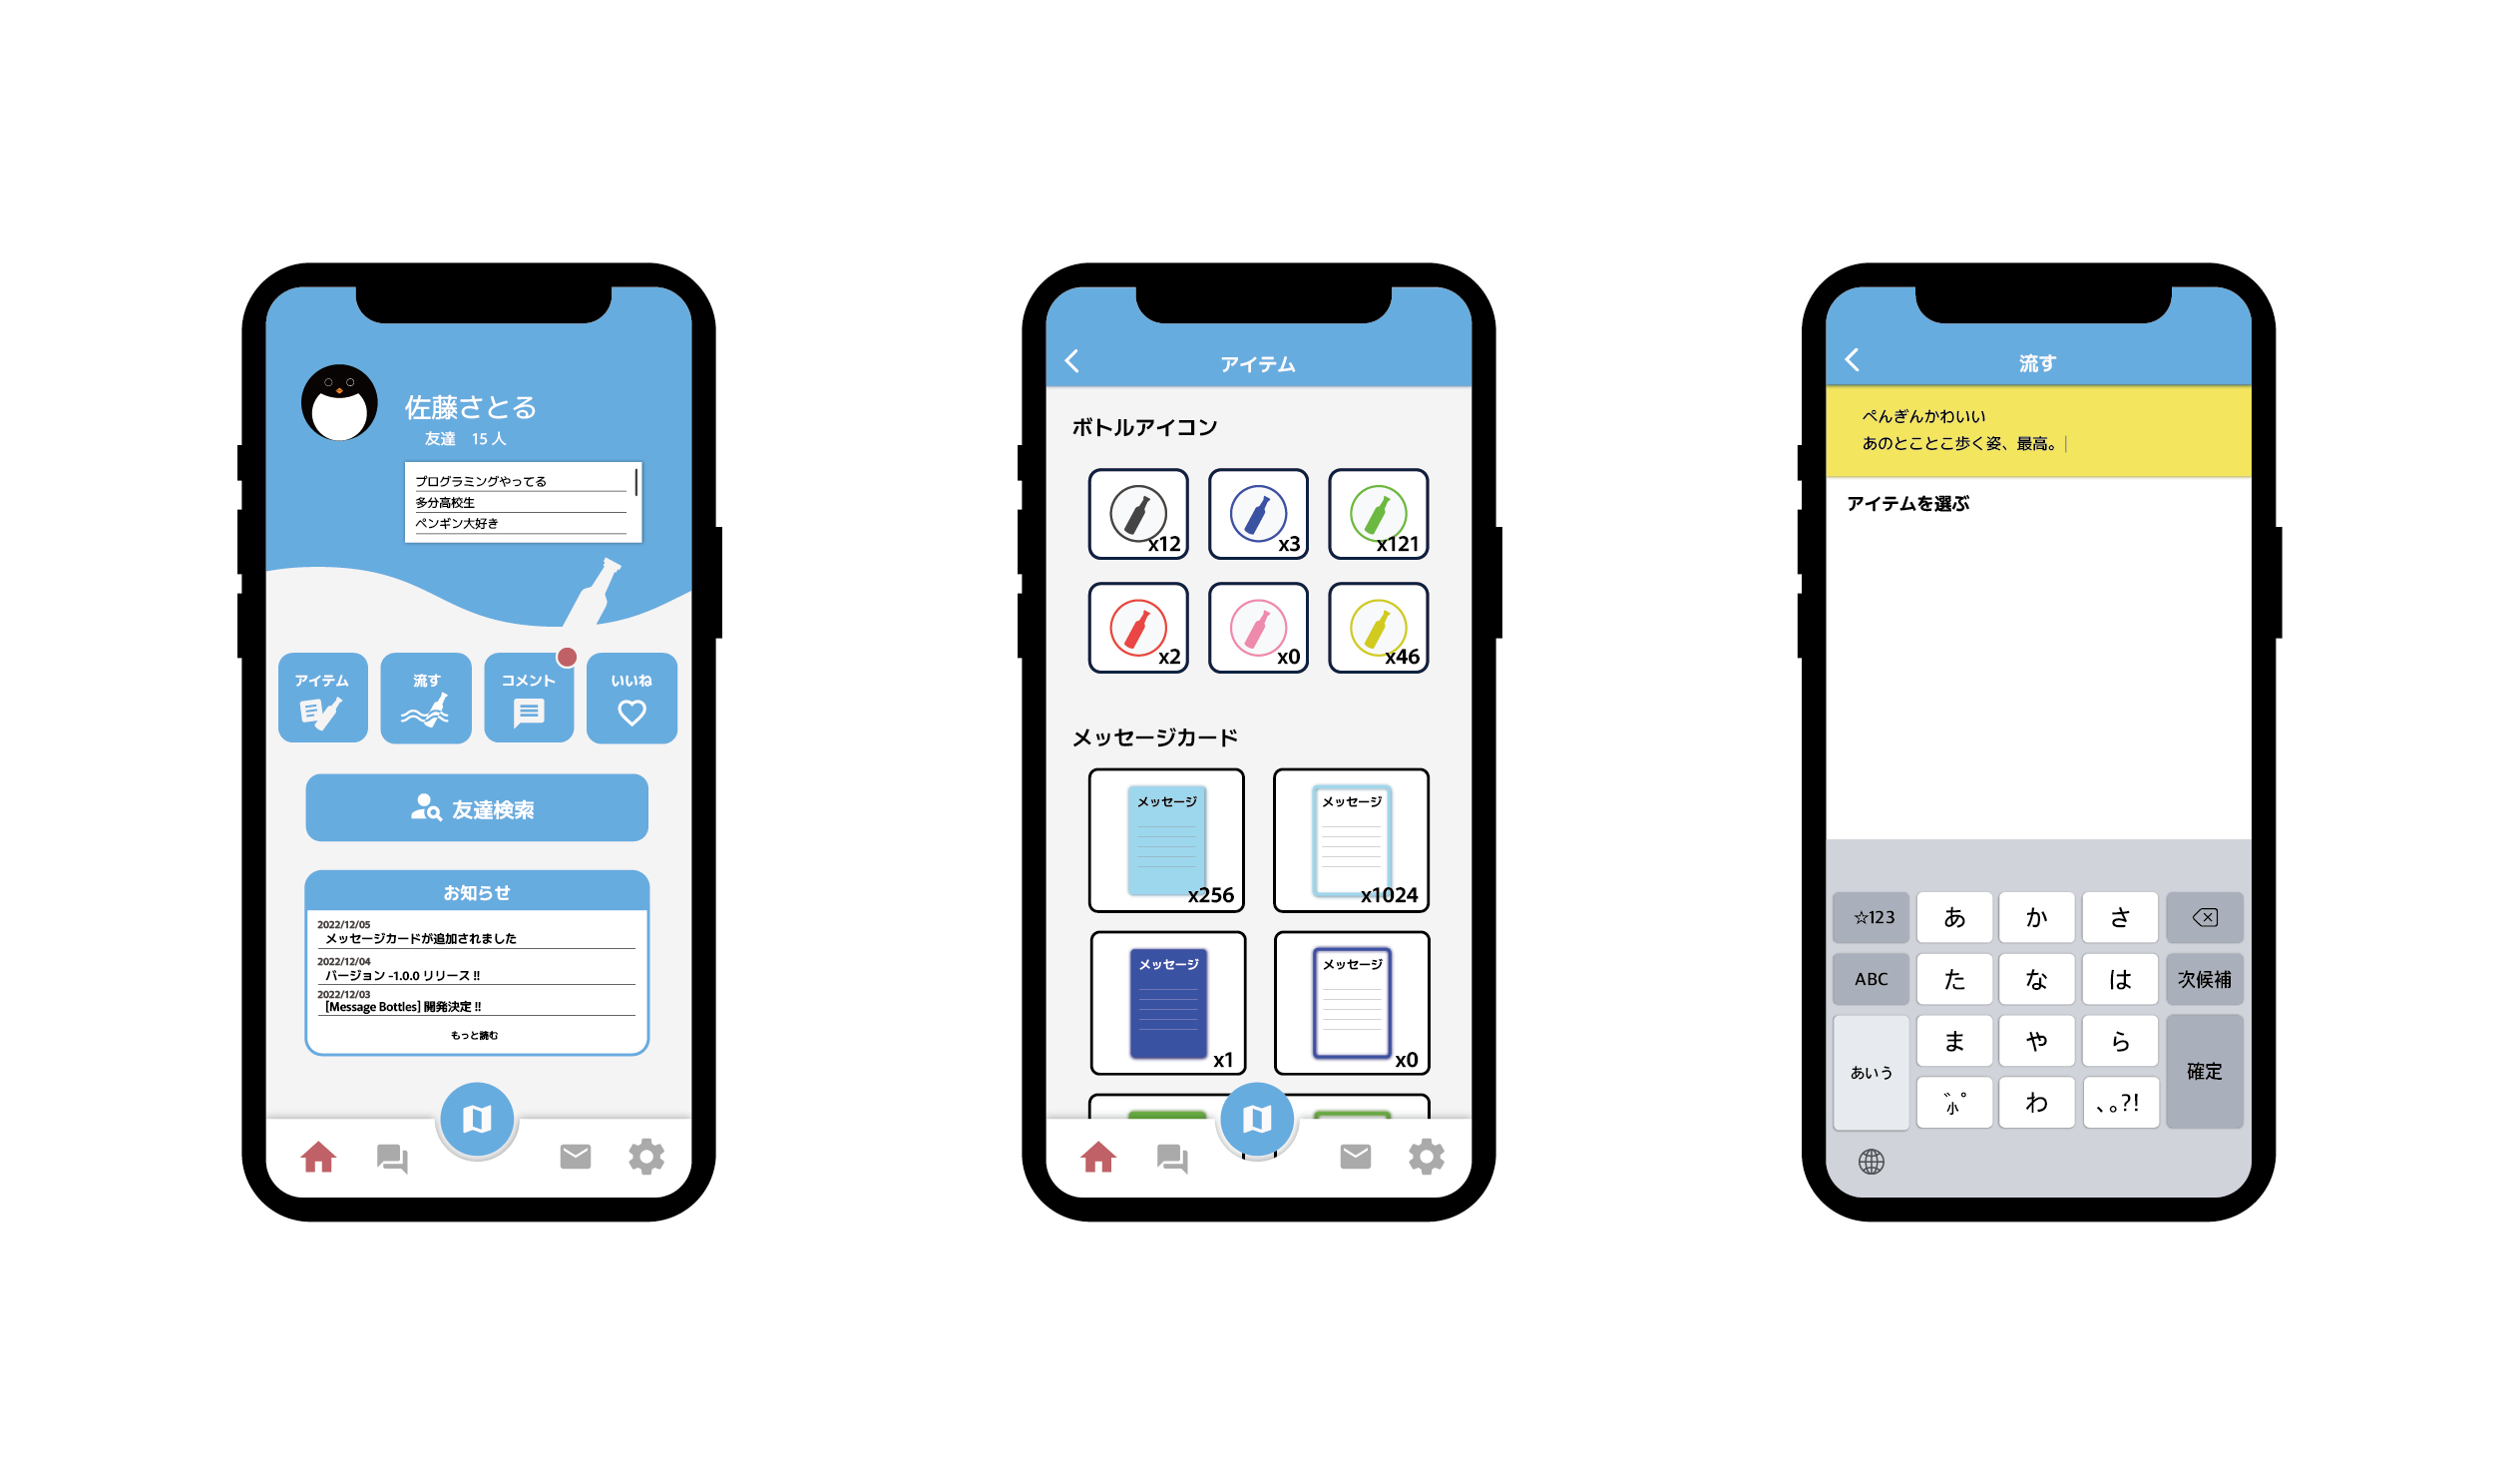 佐藤さとる
友達 15 人
プログラミングやってる
多分高校生
ペンギン大好き
アイテム
流す
コメント
いいね
友達検索
お知らせ
2022/12/05
メッセージカードが追加されました
2022/12/04
バージョン -1.0.0 リリース !!
2022/12/03
[Message Bottles] 開発決定 !!
もっと読む
アイテム
ボトルアイコン
x12
x3
x121
x2
x0
x46
メッセージカード
メッセージ
x256
メッセージ
x1024
メッセージ
x1
メッセージ
x0
流す
ぺんぎんかわいい
あのとことこ歩く姿、最高。
アイテムを選ぶ
☆123
あ
か
さ
ABC
た
な
は
次候補
あいう
ま
や
ら
確定
゛゜
小
わ
、。?!